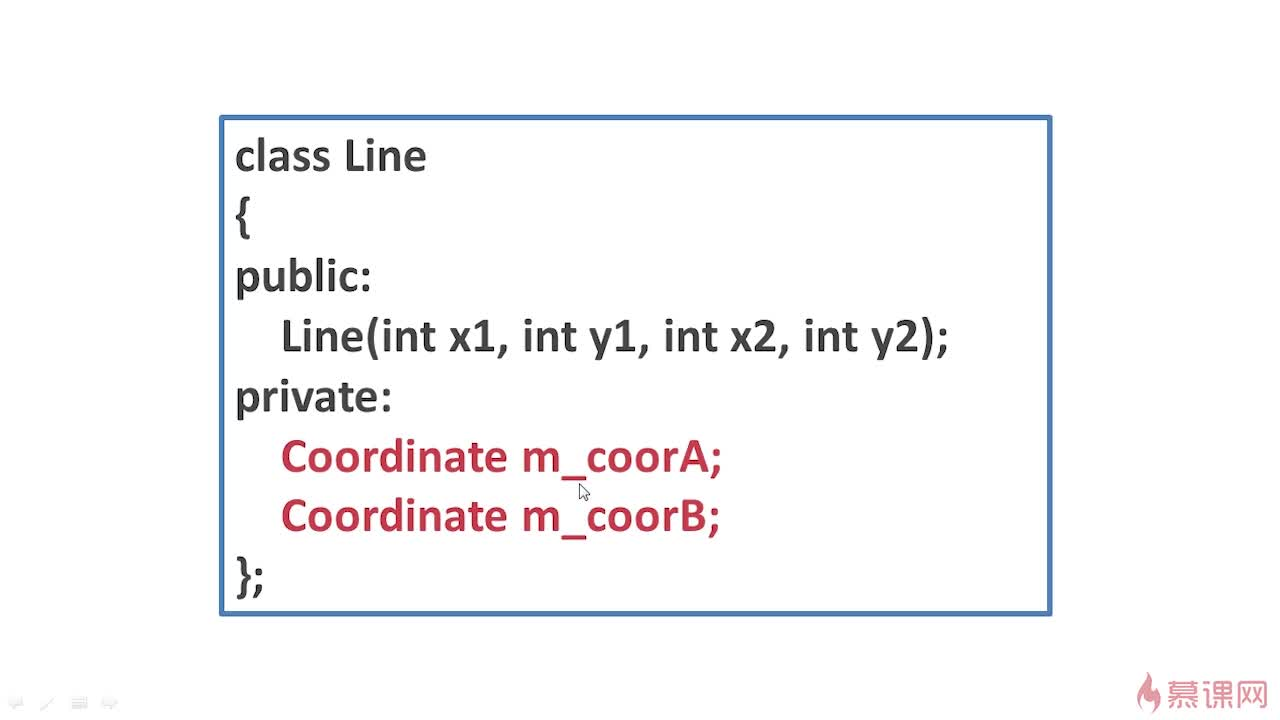 class Line
{
public:
Line(int x1, int y1, int x2, int y2);
private:
Coordinate m_coorA;
Coordinate m_coorB;
};
慕课网